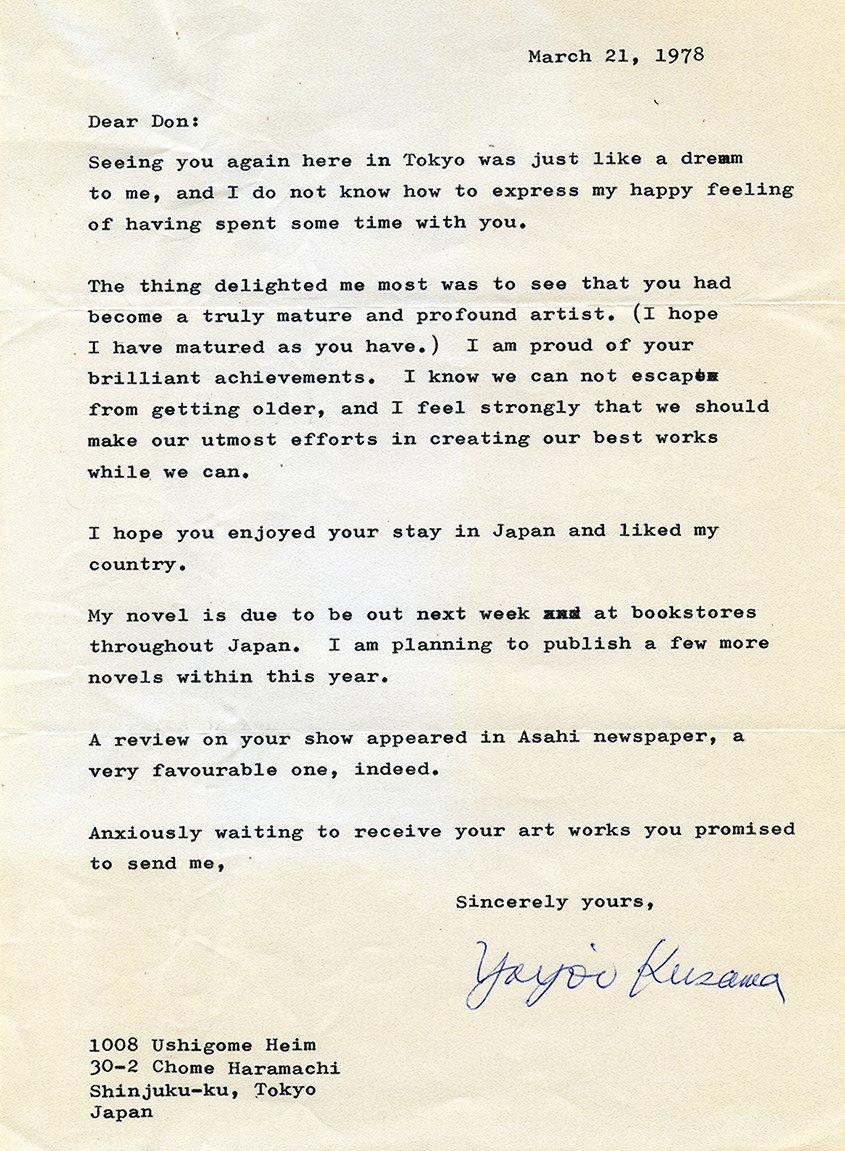 March 21, 1978
Dear Don:
Seeing you again here in Tokyo was just like a dream
to me, and I do not know how to express my happy feeling
of having spent some time with you.
The thing delighted me most was to see that you had
become a truly mature and profound artist. (I hope
I have matured as you have.) I am proud of your
brilliant achievements. I know we can not escape
from getting older, and I feel strongly that we should
make our utmost efforts in creating our best works
while we can.
I hope you enjoyed your stay in Japan and liked my
country.
My novel is due to be out next week at bookstores
throughout Japan. I am planning to publish a few more
novels within this year.
A review on your show appeared in Asahi newspaper, a
very favourable one, indeed.
Anxiously waiting to receive your art works you promised
to send me,
Sincerely yours,
Yayoi Kusama
1008 Ushigome Heim
30-2 Chome Haramachi
Shinjuku-ku, Tokyo
Japan